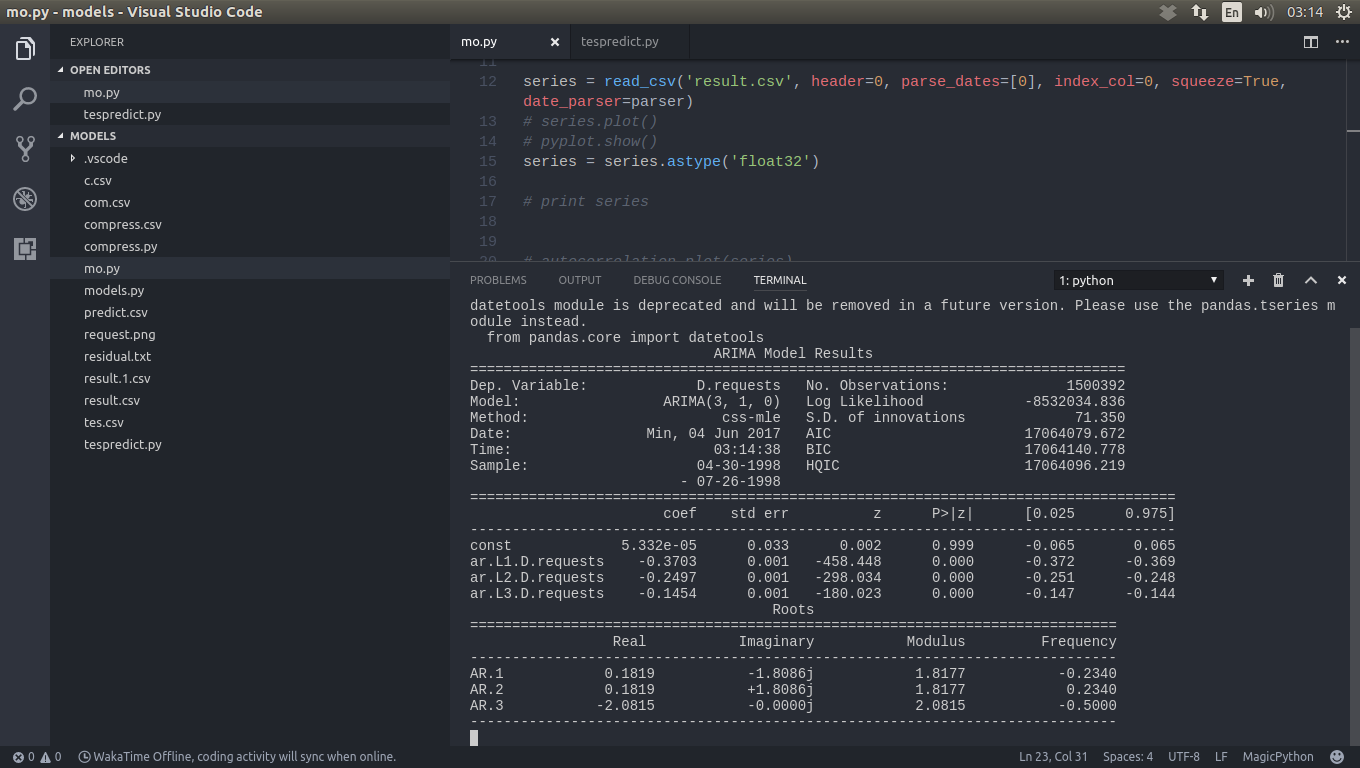 mo.py - models - Visual Studio Code
En
03:14
EXPLORER
OPEN EDITORS
mo.py
tespredict.py
MODELS
.vscode
c.csv
com.csv
compress.csv
compress.py
mo.py
models.py
predict.csv
request.png
residual.txt
result.1.csv
result.csv
tes.csv
tespredict.py
mo.py
tespredict.py
11
12 series = read_csv('result.csv', header=0, parse_dates=[0], index_col=0, squeeze=True,
date_parser=parser)
13 # series.plot()
14 # pyplot.show()
15 series = series.astype('float32')
16
17 # print series
18
19
20 # autocorrelation_plot(series)
PROBLEMS OUTPUT DEBUG CONSOLE TERMINAL 1: python
datetools module is deprecated and will be removed in a future version. Please use the pandas.tseries m
odule instead.
from pandas.core import datetools
ARIMA Model Results
==============================================================================
Dep. Variable: D.requests No. Observations: 1500392
Model: ARIMA(3, 1, 0) Log Likelihood -8532034.836
Method: css-mle S.D. of innovations 71.350
Date: Min, 04 Jun 2017 AIC 17064079.672
Time: 03:14:38 BIC 17064140.778
Sample: 04-30-1998 HQIC 17064096.219
- 07-26-1998
====================================================================================
coef std err z P>|z| [0.025 0.975]
------------------------------------------------------------------------------------
const 5.332e-05 0.033 0.002 0.999 -0.065 0.065
ar.L1.D.requests -0.3703 0.001 -458.448 0.000 -0.372 -0.369
ar.L2.D.requests -0.2497 0.001 -298.034 0.000 -0.251 -0.248
ar.L3.D.requests -0.1454 0.001 -180.023 0.000 -0.147 -0.144
Roots
=============================================================================
Real Imaginary Modulus Frequency
-----------------------------------------------------------------------------
AR.1 0.1819 -1.8086j 1.8177 -0.2340
AR.2 0.1819 +1.8086j 1.8177 0.2340
AR.3 -2.0815 -0.0000j 2.0815 -0.5000
-----------------------------------------------------------------------------
0 0 WakaTime Offline, coding activity will sync when online. Ln 23, Col 31 Spaces: 4 UTF-8 LF MagicPython